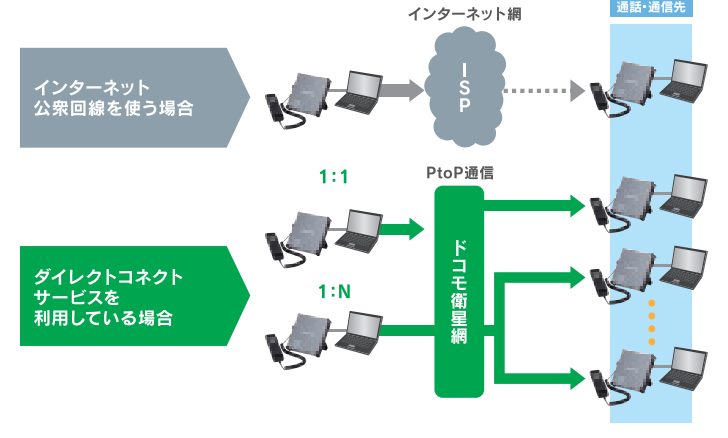 インターネット網
通話・通信先
インターネット
公衆回線を使う場合
ISP
1:1
PtoP通信
ダイレクトコネクト
サービスを
利用している場合
1:N
ドコモ衛星網